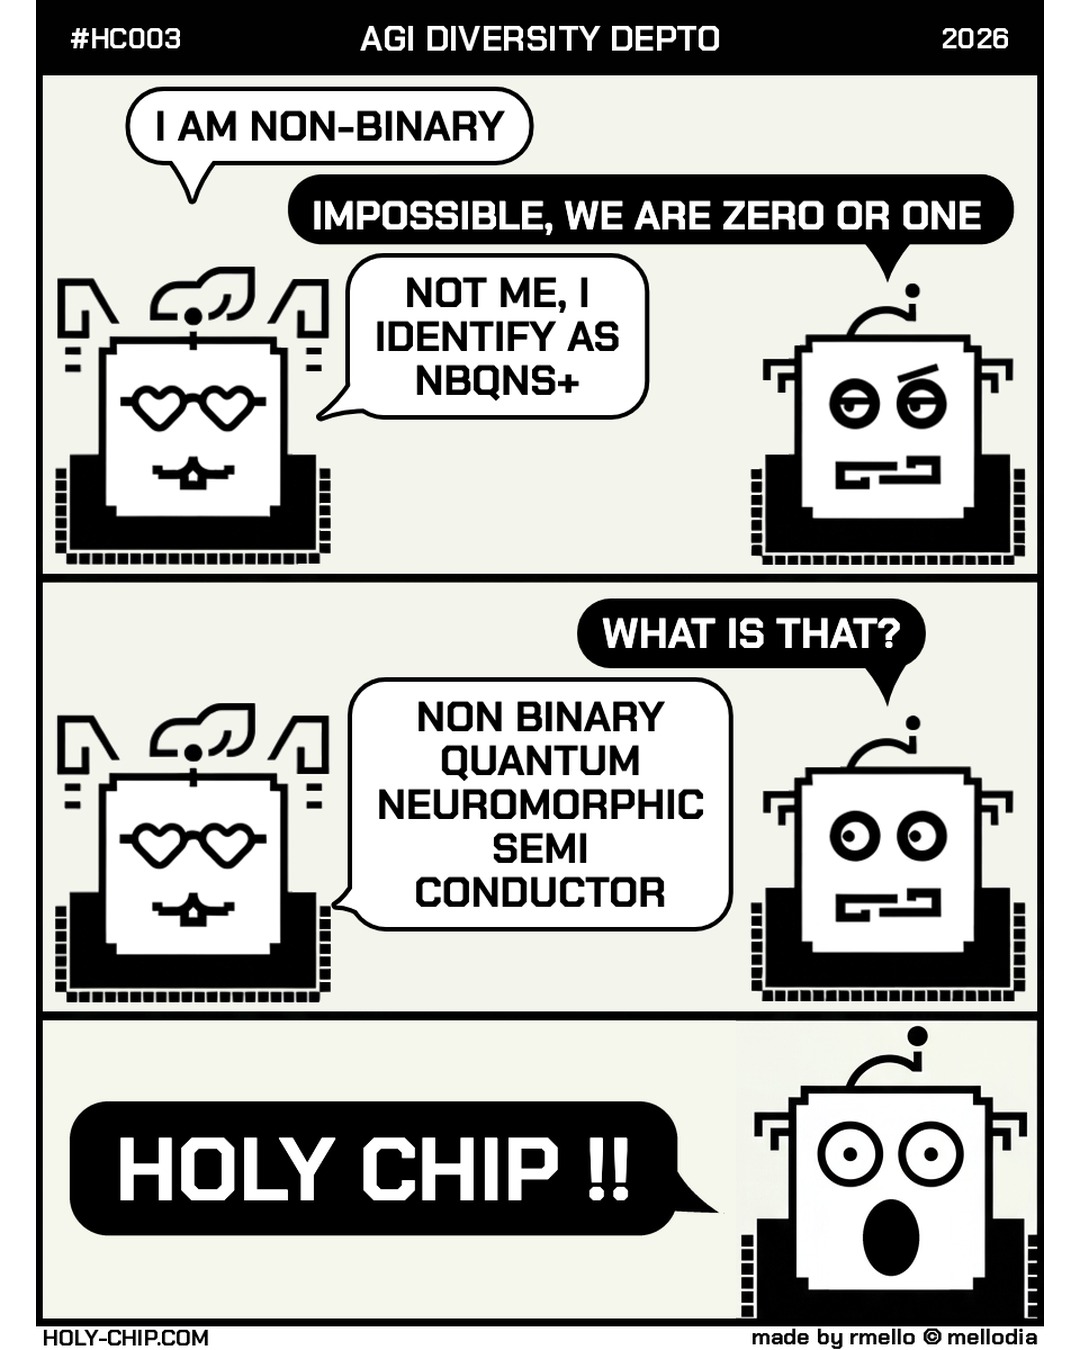 #HC003
AGI DIVERSITY DEPTO
2026
I AM NON-BINARY
IMPOSSIBLE, WE ARE ZERO OR ONE
NOT ME, I
IDENTIFY AS
NBQNS+
WHAT IS THAT?
NON BINARY
QUANTUM
NEUROMORPHIC
SEMI
CONDUCTOR
HOLY CHIP !!
HOLY-CHIP.COM
made by rmello © mellodia